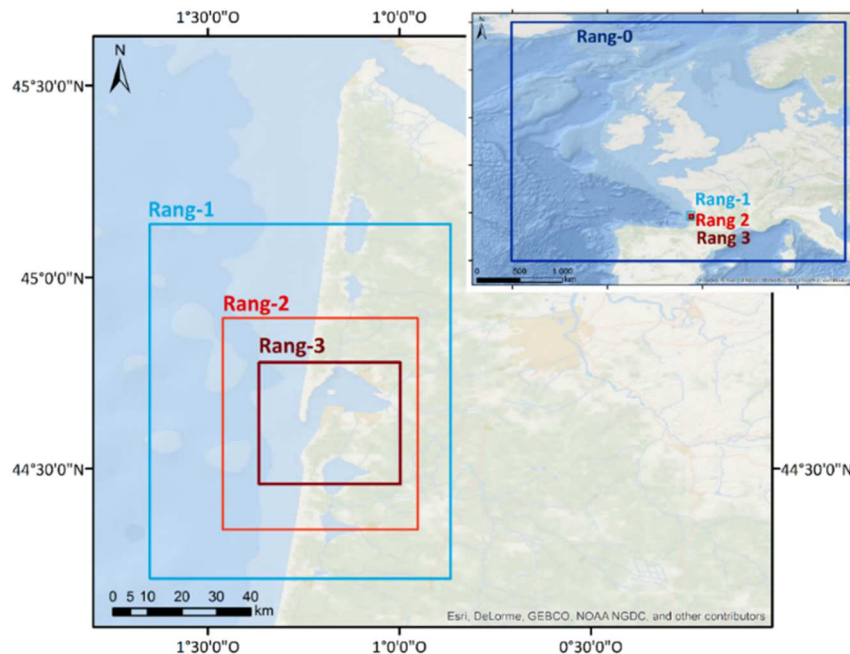 1°30'0"O
1°0'0"O
N
45°30'0"N
Rang-1
45°0'0"N
Rang-2
Rang-3
44°30'0"N
44°30'0"N
0 5 10 20 30 40
km
Esri, DeLorme, GEBCO, NOAA NGDC, and other contributors
1°30'0"O
1°0'0"O
0°30'0"O
N
Rang-0
Rang-1
Rang 2
Rang 3
0 500 1 000
km